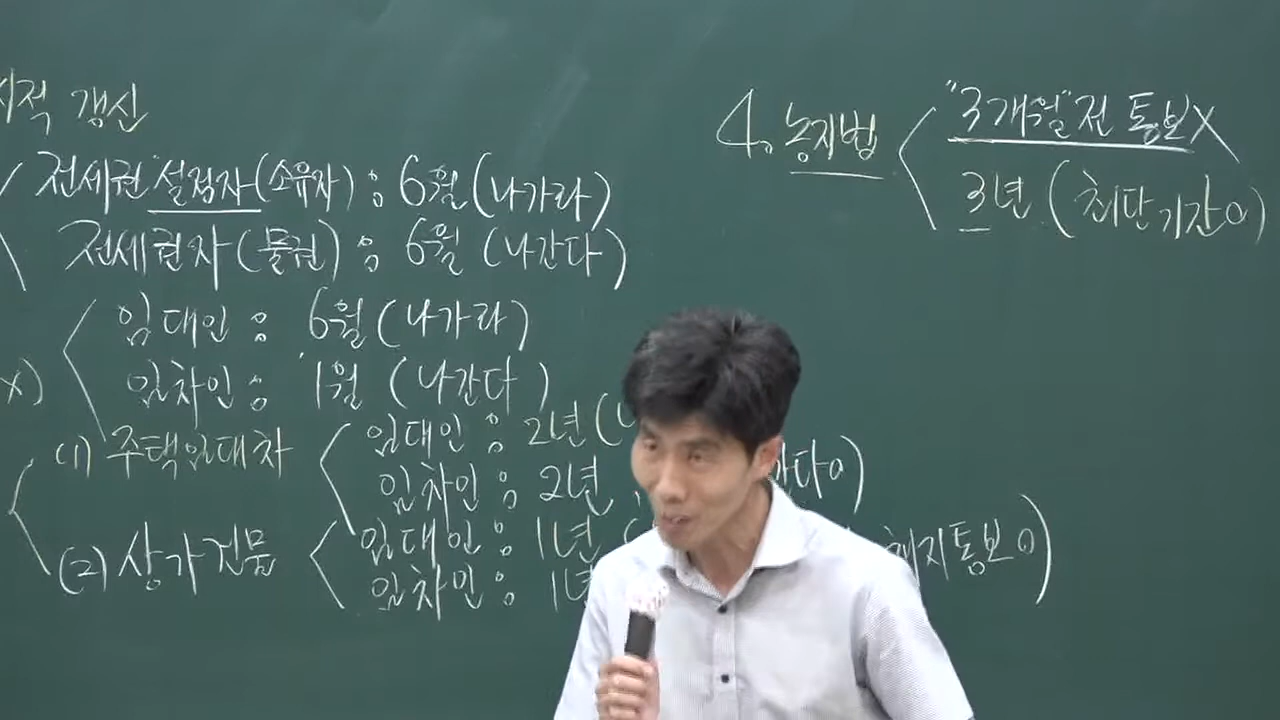 시적 갱신
전세권설정자(소유자) : 6월(나가라)
전세권자(물권) : 6월 (나간다)
임대인 : 6월(나가라)
x) 임차인 : 1월 (나간다)
(1) 주택임대차
임대인 : 2년(
임차인 : 2년, 간다o)
(2) 상가건물
임대인 : 1년 (
임차인 : 1년 해지통보o)
4. 농지법
"3개월"전 통보X
3년 (최단기간o)